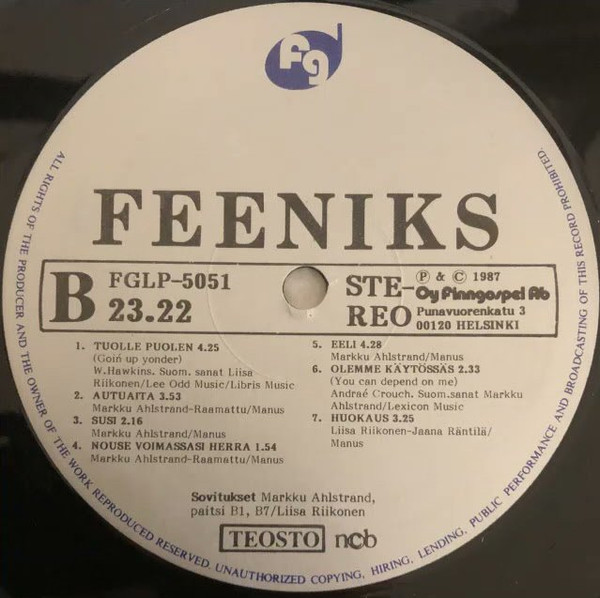 fg
FEENIKS
B
FGLP-5051
23.22
STE-
REO
Ⓟ & © 1987
Oy Finngospel Ab
Punavuorenkatu 3
00120 HELSINKI
1. TUOLLE PUOLEN 4.25
(Goin' up yonder)
W.Hawkins. Suom. sanat Liisa
Riikonen/Lee Odd Music/Libris Music
2. AUTUAITA 3.53
Markku Ahlstrand-Raamattu/Manus
3. SUSI 2.16
Markku Ahlstrand/Manus
4. NOUSE VOIMASSASI HERRA 1.54
Markku Ahlstrand-Raamattu/Manus
5. EELI 4.28
Markku Ahlstrand/Manus
6. OLEMME KÄYTÖSSÄS 2.33
(You can depend on me)
Andraé Crouch. Suom.sanat Markku
Ahlstrand/Lexicon Music
7. HUOKAUS 3.25
Liisa Riikonen-Jaana Räntilä/
Manus
Sovitukset Markku Ahlstrand,
paitsi B1, B7/Liisa Riikonen
TEOSTO ncb
ALL RIGHTS OF THE PRODUCER AND THE OWNER OF THE WORK REPRODUCED RESERVED. UNAUTHORIZED COPYING, HIRING, LENDING, PUBLIC PERFORMANCE AND BROADCASTING OF THIS RECORD PROHIBITED.